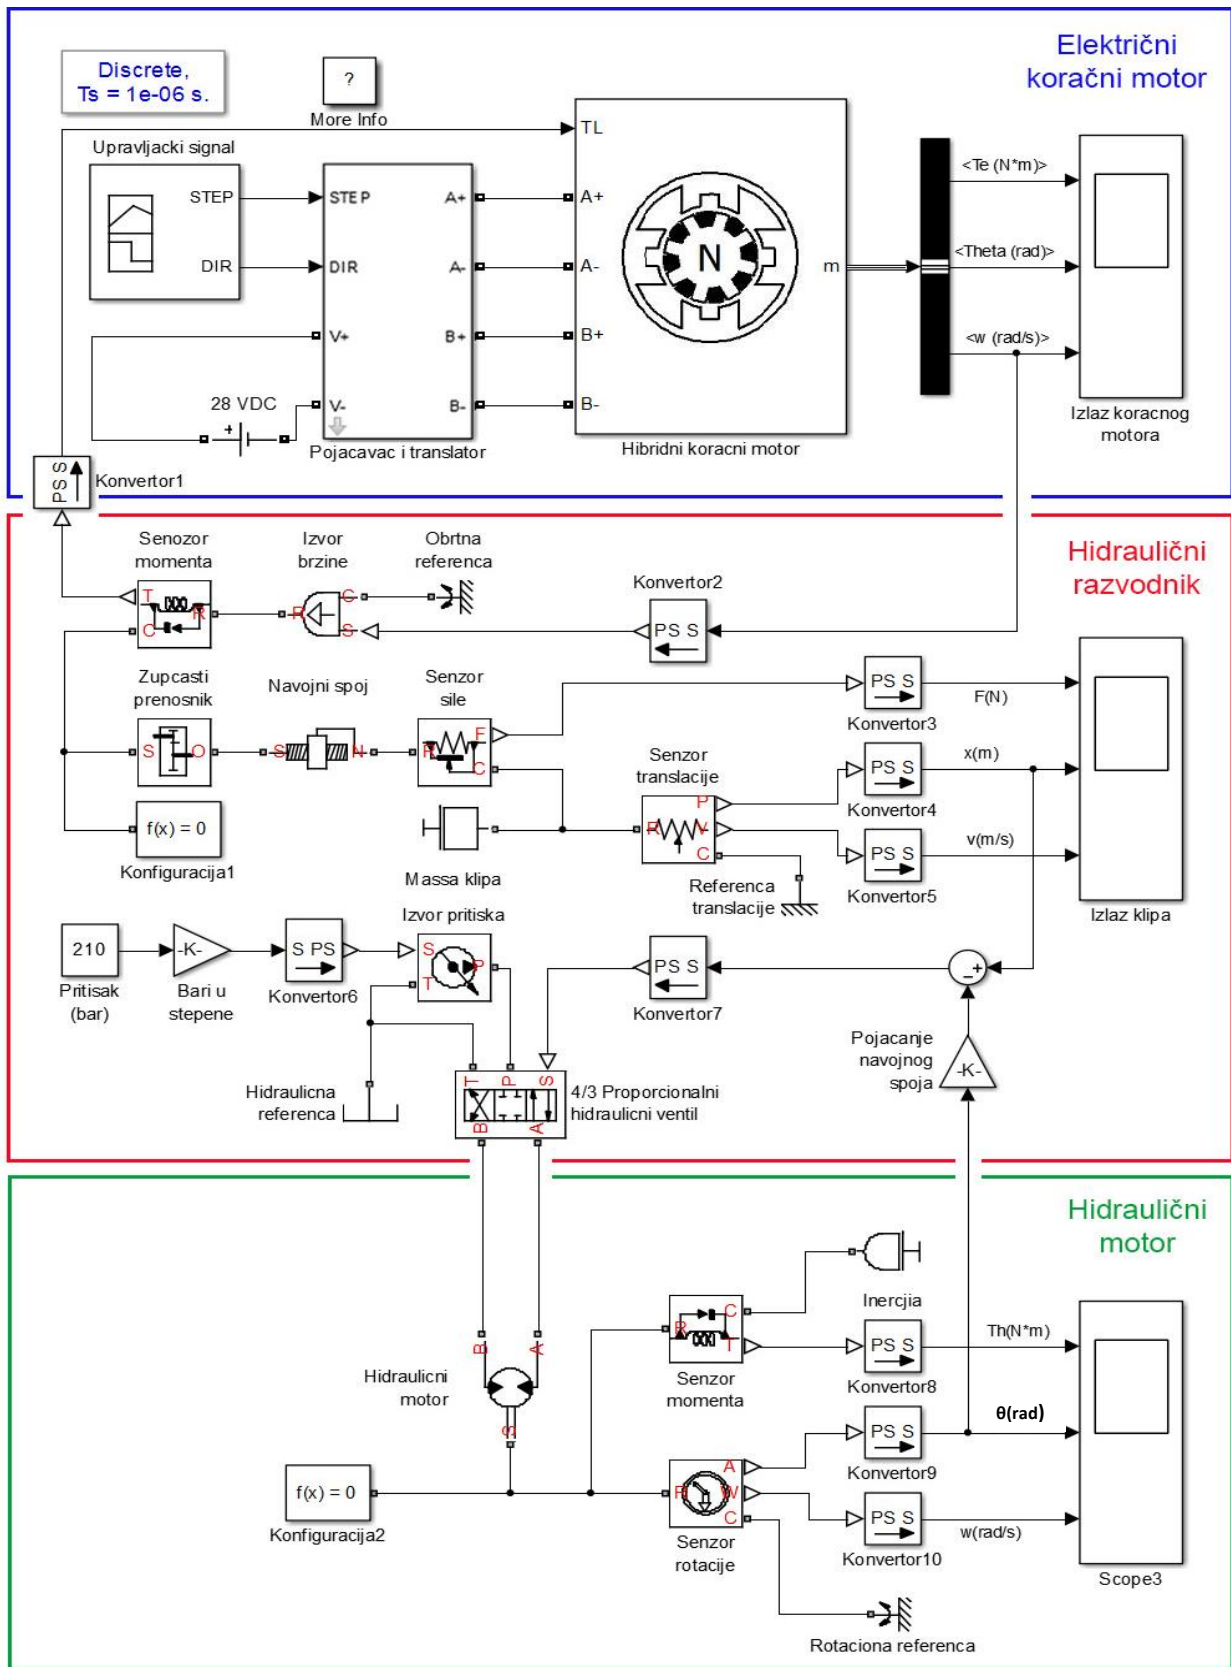 Električni
koračni motor
Discrete,
Ts = 1e-06 s.
?
More Info
Upravljacki signal
STEP
DIR
STEP
DIR
V+
V-
A+
A-
B+
B-
Pojacavac i translator
28 VDC
+
TL
A+
A-
B+
B-
N
m
Hibridni koracni motor
<Te (N*m)>
<Theta (rad)>
<w (rad/s)>
Izlaz koracnog
motora
PS S
Konvertor1
Hidraulični
razvodnik
Senozor
momenta
T
R
C
Izvor
brzine
R
C
S
Obrtna
referenca
Konvertor2
PS S
Zupcasti
prenosnik
S
O
Navojni spoj
S
N
Senzor
sile
R
F
C
PS S
Konvertor3
F(N)
Senzor
translacije
R
P
V
C
PS S
Konvertor4
x(m)
PS S
Konvertor5
v(m/s)
Izlaz klipa
f(x) = 0
Konfiguracija1
Massa klipa
Referenca
translacije
210
Pritisak
(bar)
-K-
Bari u
stepene
S PS
Konvertor6
Izvor pritiska
S
T
P
PS S
Konvertor7
-+
Pojacanje
navojnog
spoja
-K-
Hidraulicna
referenca
T
P
S
B
A
4/3 Proporcionalni
hidraulicni ventil
Hidraulični
motor
Inercjia
R
C
T
Senzor
momenta
PS S
Konvertor8
Th(N*m)
B
A
S
Hidraulicni
motor
PS S
Konvertor9
θ(rad)
f(x) = 0
Konfiguracija2
R
A
W
C
Senzor
rotacije
PS S
Konvertor10
w(rad/s)
Scope3
Rotaciona referenca